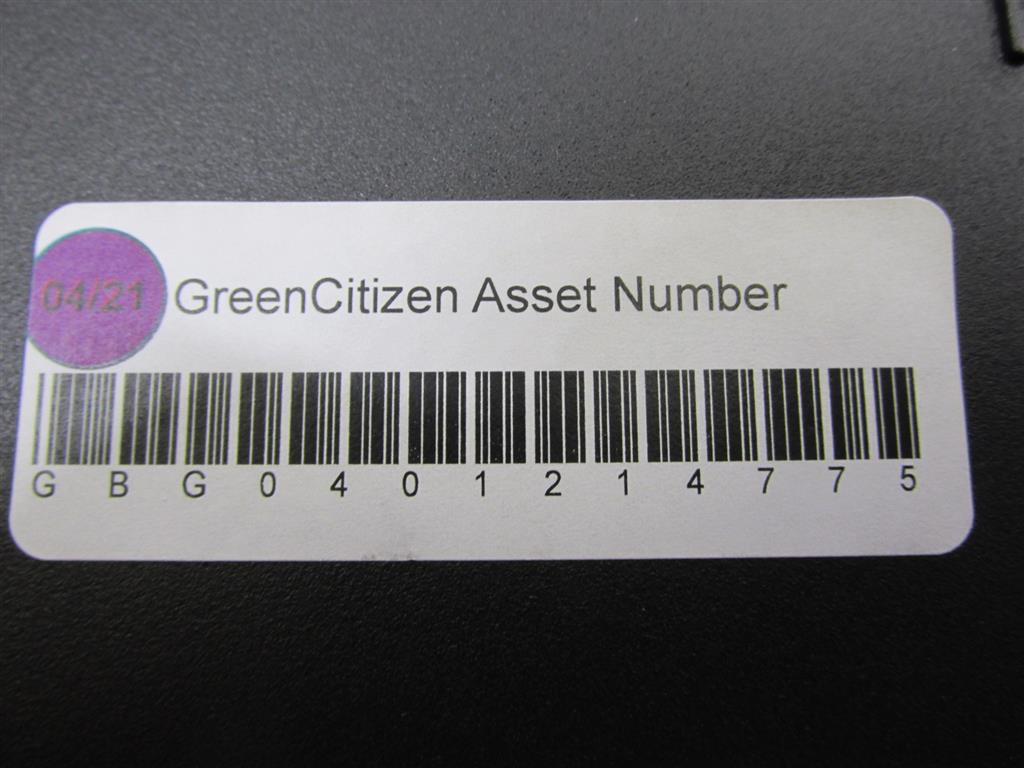 04/21 GreenCitizen Asset Number
G B G 0 4 0 1 2 1 4 7 7 5